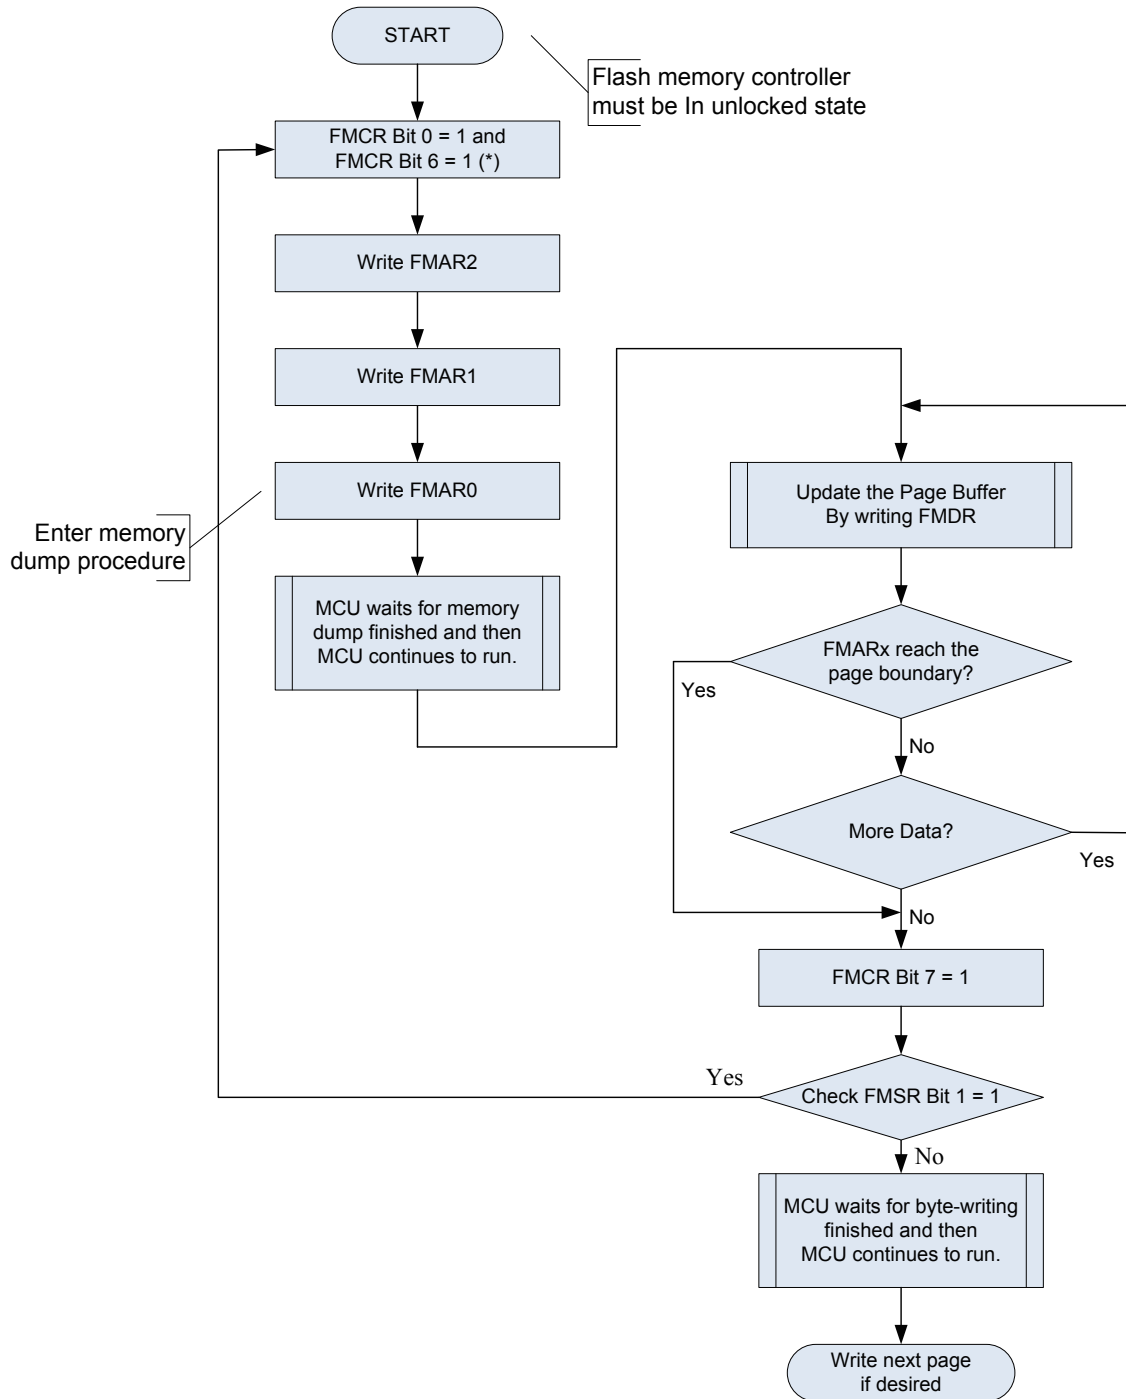 START
Flash memory controller
must be In unlocked state
FMCR Bit 0 = 1 and
FMCR Bit 6 = 1 (*)
Write FMAR2
Write FMAR1
Write FMAR0
Enter memory
dump procedure
MCU waits for memory
dump finished and then
MCU continues to run.
Update the Page Buffer
By writing FMDR
FMARx reach the
page boundary?
Yes
No
More Data?
Yes
No
FMCR Bit 7 = 1
Yes
Check FMSR Bit 1 = 1
No
MCU waits for byte-writing
finished and then
MCU continues to run.
Write next page
if desired